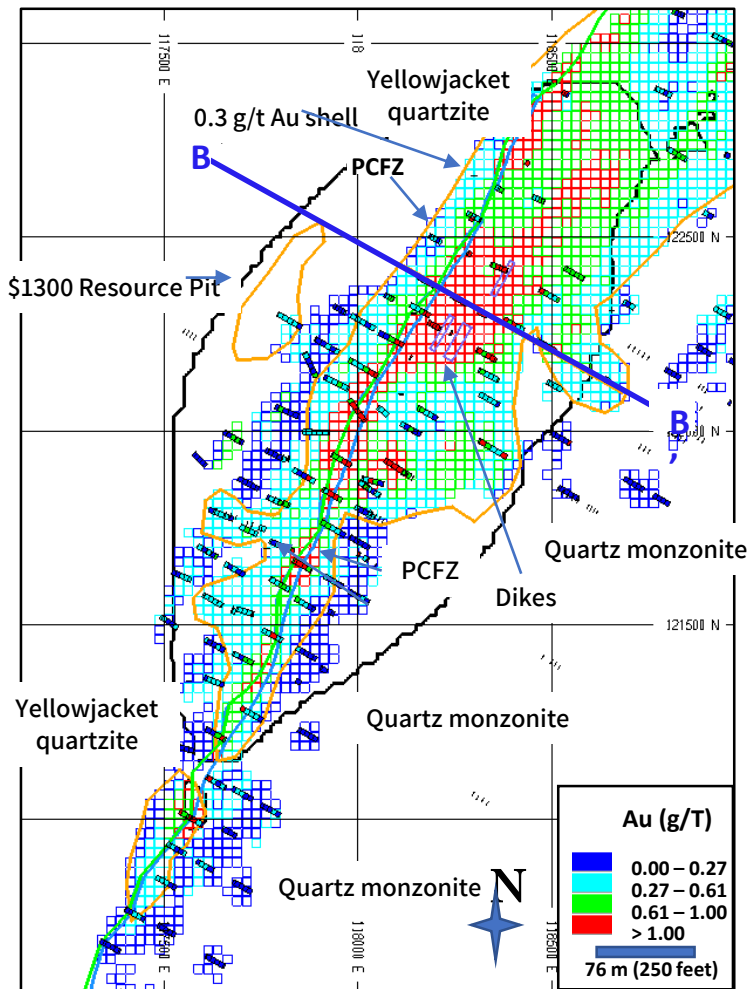 117500 E
118
118500 E
Yellowjacket
quartzite
0.3 g/t Au shell
B
PCFZ
122500 N
$1300 Resource Pit
B
,
Quartz monzonite
PCFZ
Dikes
121500 N
Yellowjacket
quartzite
Quartz monzonite
Quartz monzonite
N
118000 E
Au (g/T)
0.00 – 0.27
0.27 – 0.61
0.61 – 1.00
> 1.00
76 m (250 feet)